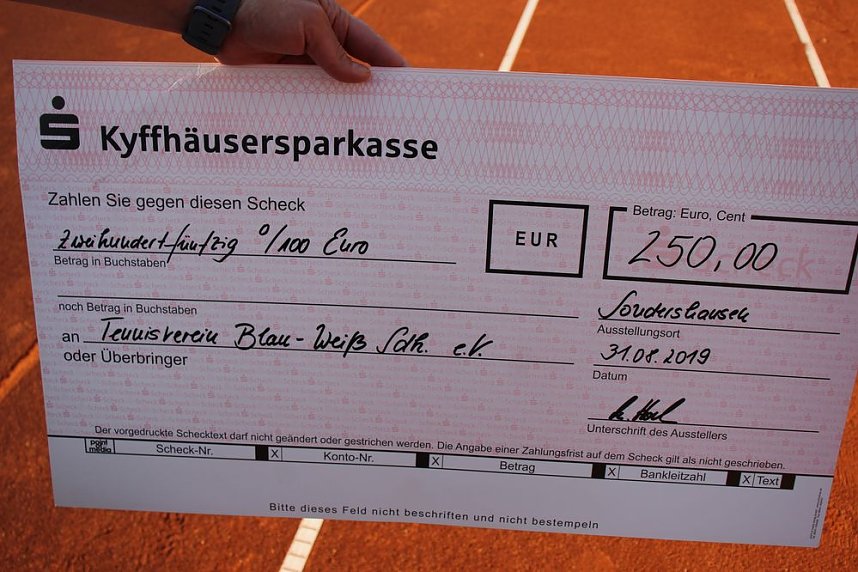 Kyffhäusersparkasse
Zahlen Sie gegen diesen Scheck
Zweihundertfünfzig 0/100 Euro
Betrag in Buchstaben
EUR
Betrag: Euro, Cent
250,00
noch Betrag in Buchstaben
Sondershausen
Ausstellungsort
an Tennisverein Blau-Weiß Sdh. e.V.
oder Überbringer
31.08.2019
Datum
Unterschrift des Ausstellers
Der vorgedruckte Schecktext darf nicht geändert oder gestrichen werden. Die Angabe einer Zahlungsfrist auf dem Scheck gilt als nicht geschrieben.
point of media
Scheck-Nr. X Konto-Nr. X Betrag X Bankleitzahl X Text
Bitte dieses Feld nicht beschriften und nicht bestempeln